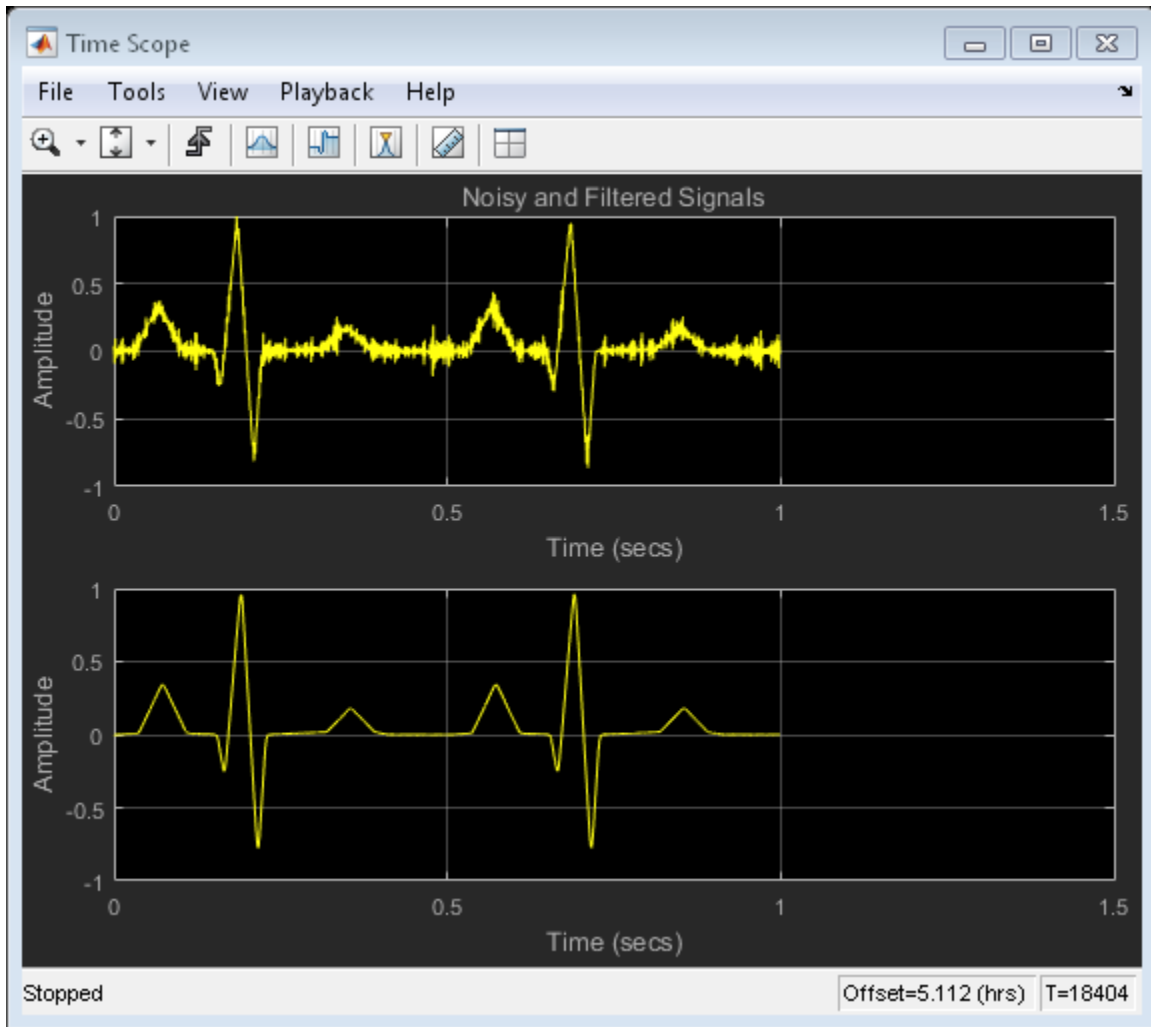 Time Scope
File Tools View Playback Help
Noisy and Filtered Signals
1
0.5
0
-0.5
-1
Amplitude
0 0.5 1 1.5
Time (secs)
1
0.5
0
-0.5
-1
Amplitude
0 0.5 1 1.5
Time (secs)
Stopped Offset=5.112 (hrs) T=18404